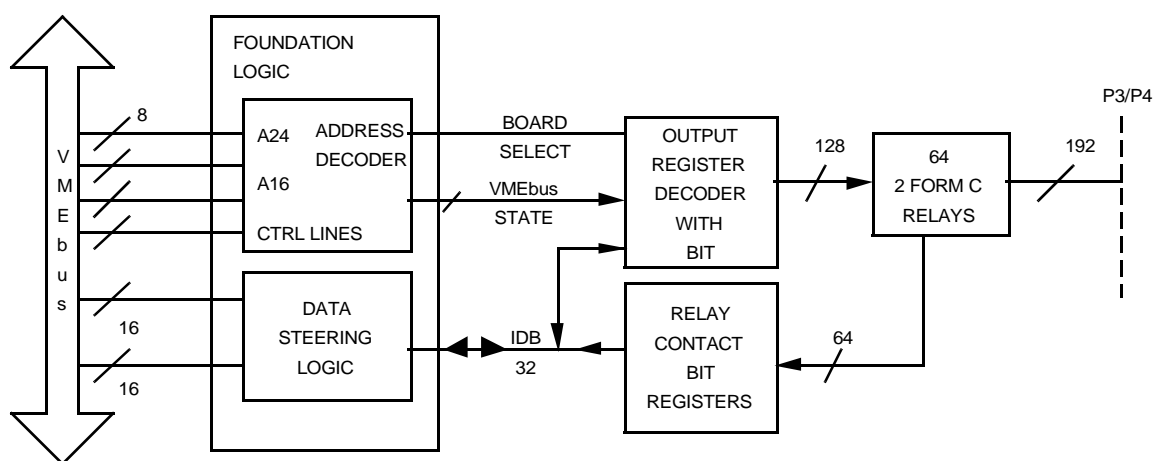 FOUNDATION
LOGIC
P3/P4
8
A24
ADDRESS
DECODER
A16
CTRL LINES
BOARD
SELECT
VMEbus
STATE
OUTPUT
REGISTER
DECODER
WITH
BIT
128
64
2 FORM C
RELAYS
192
VMEbus
16
16
DATA
STEERING
LOGIC
IDB
32
RELAY
CONTACT
BIT
REGISTERS
64